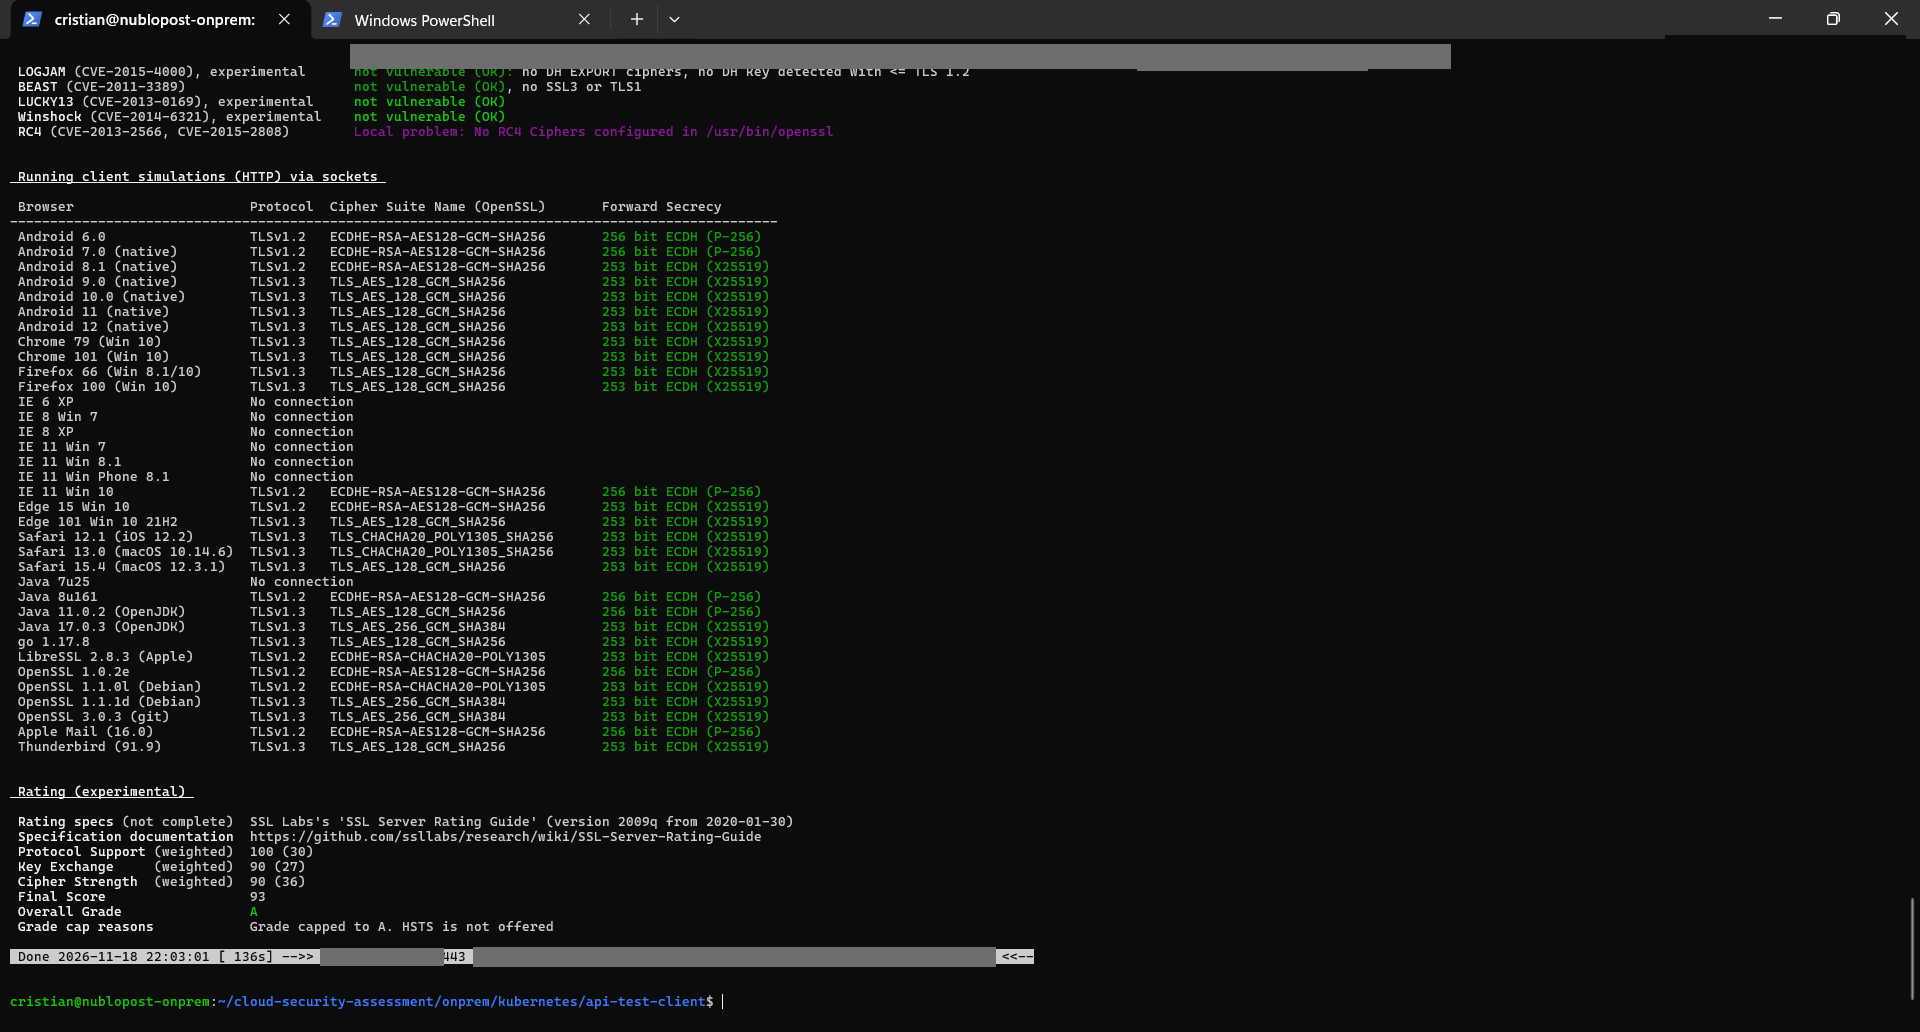 cristian@nublopost-onprem:
Windows PowerShell
LOGJAM (CVE-2015-4000), experimental not vulnerable (OK): no DH EXPORT ciphers, no DH key detected with <= TLS 1.2
BEAST (CVE-2011-3389) not vulnerable (OK), no SSL3 or TLS1
LUCKY13 (CVE-2013-0169), experimental not vulnerable (OK)
Winshock (CVE-2014-6321), experimental not vulnerable (OK)
RC4 (CVE-2013-2566, CVE-2015-2808) Local problem: No RC4 Ciphers configured in /usr/bin/openssl
Running client simulations (HTTP) via sockets
Browser Protocol Cipher Suite Name (OpenSSL) Forward Secrecy
------------------------------------------------------------------------------------------------
Android 6.0 TLSv1.2 ECDHE-RSA-AES128-GCM-SHA256 256 bit ECDH (P-256)
Android 7.0 (native) TLSv1.2 ECDHE-RSA-AES128-GCM-SHA256 256 bit ECDH (P-256)
Android 8.1 (native) TLSv1.2 ECDHE-RSA-AES128-GCM-SHA256 253 bit ECDH (X25519)
Android 9.0 (native) TLSv1.3 TLS_AES_128_GCM_SHA256 253 bit ECDH (X25519)
Android 10.0 (native) TLSv1.3 TLS_AES_128_GCM_SHA256 253 bit ECDH (X25519)
Android 11 (native) TLSv1.3 TLS_AES_128_GCM_SHA256 253 bit ECDH (X25519)
Android 12 (native) TLSv1.3 TLS_AES_128_GCM_SHA256 253 bit ECDH (X25519)
Chrome 79 (Win 10) TLSv1.3 TLS_AES_128_GCM_SHA256 253 bit ECDH (X25519)
Chrome 101 (Win 10) TLSv1.3 TLS_AES_128_GCM_SHA256 253 bit ECDH (X25519)
Firefox 66 (Win 8.1/10) TLSv1.3 TLS_AES_128_GCM_SHA256 253 bit ECDH (X25519)
Firefox 100 (Win 10) TLSv1.3 TLS_AES_128_GCM_SHA256 253 bit ECDH (X25519)
IE 6 XP No connection
IE 8 Win 7 No connection
IE 8 XP No connection
IE 11 Win 7 No connection
IE 11 Win 8.1 No connection
IE 11 Win Phone 8.1 No connection
IE 11 Win 10 TLSv1.2 ECDHE-RSA-AES128-GCM-SHA256 256 bit ECDH (P-256)
Edge 15 Win 10 TLSv1.2 ECDHE-RSA-AES128-GCM-SHA256 253 bit ECDH (X25519)
Edge 101 Win 10 21H2 TLSv1.3 TLS_AES_128_GCM_SHA256 253 bit ECDH (X25519)
Safari 12.1 (iOS 12.2) TLSv1.3 TLS_CHACHA20_POLY1305_SHA256 253 bit ECDH (X25519)
Safari 13.0 (macOS 10.14.6) TLSv1.3 TLS_CHACHA20_POLY1305_SHA256 253 bit ECDH (X25519)
Safari 15.4 (macOS 12.3.1) TLSv1.3 TLS_AES_128_GCM_SHA256 253 bit ECDH (X25519)
Java 7u25 No connection
Java 8u161 TLSv1.2 ECDHE-RSA-AES128-GCM-SHA256 256 bit ECDH (P-256)
Java 11.0.2 (OpenJDK) TLSv1.3 TLS_AES_128_GCM_SHA256 256 bit ECDH (P-256)
Java 17.0.3 (OpenJDK) TLSv1.3 TLS_AES_256_GCM_SHA384 253 bit ECDH (X25519)
go 1.17.8 TLSv1.3 TLS_AES_128_GCM_SHA256 253 bit ECDH (X25519)
LibreSSL 2.8.3 (Apple) TLSv1.2 ECDHE-RSA-CHACHA20-POLY1305 253 bit ECDH (X25519)
OpenSSL 1.0.2e TLSv1.2 ECDHE-RSA-AES128-GCM-SHA256 256 bit ECDH (P-256)
OpenSSL 1.1.0l (Debian) TLSv1.2 ECDHE-RSA-CHACHA20-POLY1305 253 bit ECDH (X25519)
OpenSSL 1.1.1d (Debian) TLSv1.3 TLS_AES_256_GCM_SHA384 253 bit ECDH (X25519)
OpenSSL 3.0.3 (git) TLSv1.3 TLS_AES_256_GCM_SHA384 253 bit ECDH (X25519)
Apple Mail (16.0) TLSv1.2 ECDHE-RSA-AES128-GCM-SHA256 256 bit ECDH (P-256)
Thunderbird (91.9) TLSv1.3 TLS_AES_128_GCM_SHA256 253 bit ECDH (X25519)
Rating (experimental)
Rating specs (not complete) SSL Labs's 'SSL Server Rating Guide' (version 2009q from 2020-01-30)
Specification documentation https://github.com/ssllabs/research/wiki/SSL-Server-Rating-Guide
Protocol Support (weighted) 100 (30)
Key Exchange (weighted) 90 (27)
Cipher Strength (weighted) 90 (36)
Final Score 93
Overall Grade A
Grade cap reasons Grade capped to A. HSTS is not offered
Done 2026-11-18 22:03:01 [ 136s] -->> 443 <<--
cristian@nublopost-onprem:~/cloud-security-assessment/onprem/kubernetes/api-test-client$